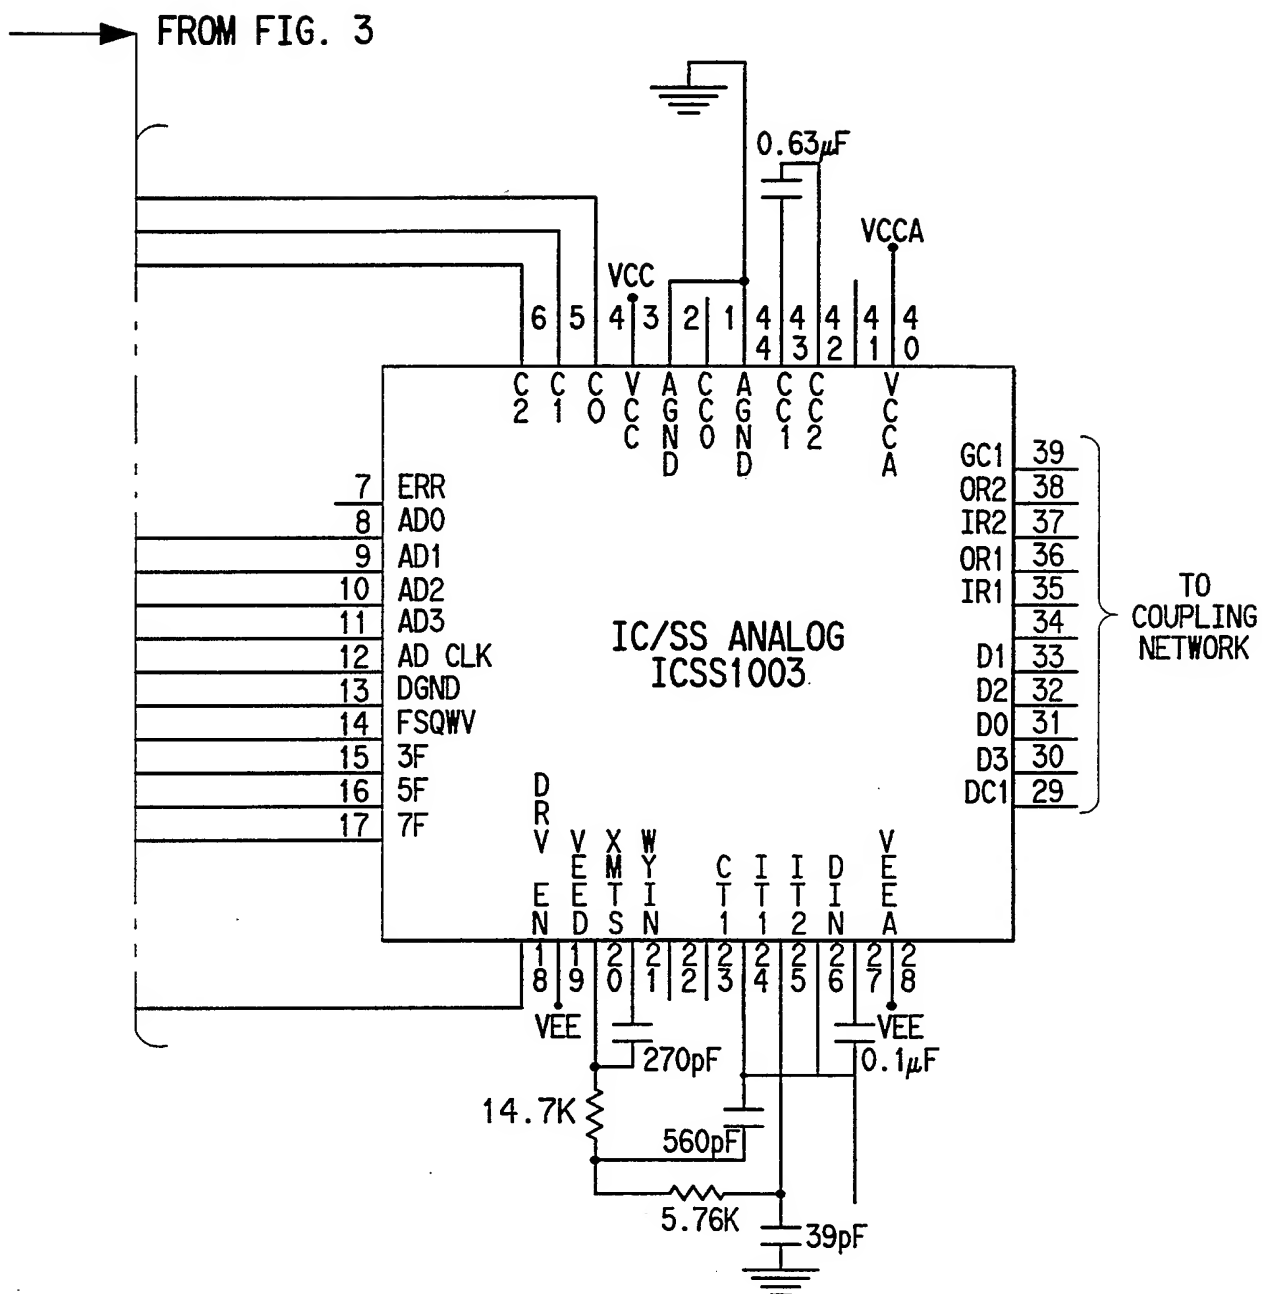 FROM FIG. 3
0.63μF
VCCA
VCC
6 5 4 3 2 1 44 43 42 41 40
C2 C1 C0 VCC AGND CC0 AGND CC1 CC2 VCCA
7 ERR
8 AD0
9 AD1
10 AD2
11 AD3
12 AD CLK
13 DGND
14 FSQWV
15 3F
16 5F
17 7F
IC/SS ANALOG
ICSS1003
GC1 39
OR2 38
IR2 37
OR1 36
IR1 35
34
D1 33
D2 32
D0 31
D3 30
DC1 29
TO
COUPLING
NETWORK
DRV EN VEED XMTS WYIN CT1 IT1 IT2 DIN VEEA
18 19 20 21 22 23 24 25 26 27 28
VEE
VEE
270pF
0.1μF
14.7K
560pF
5.76K
39pF